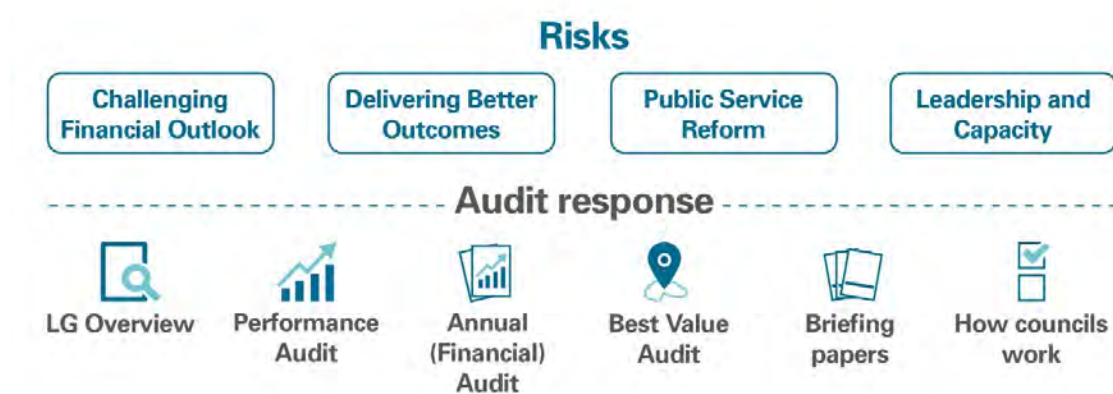 Risks
Challenging
Financial Outlook
Delivering Better
Outcomes
Public Service
Reform
Leadership and
Capacity
Audit response
LG Overview
Performance
Audit
Annual
(Financial)
Audit
Best Value
Audit
Briefing
papers
How councils
work